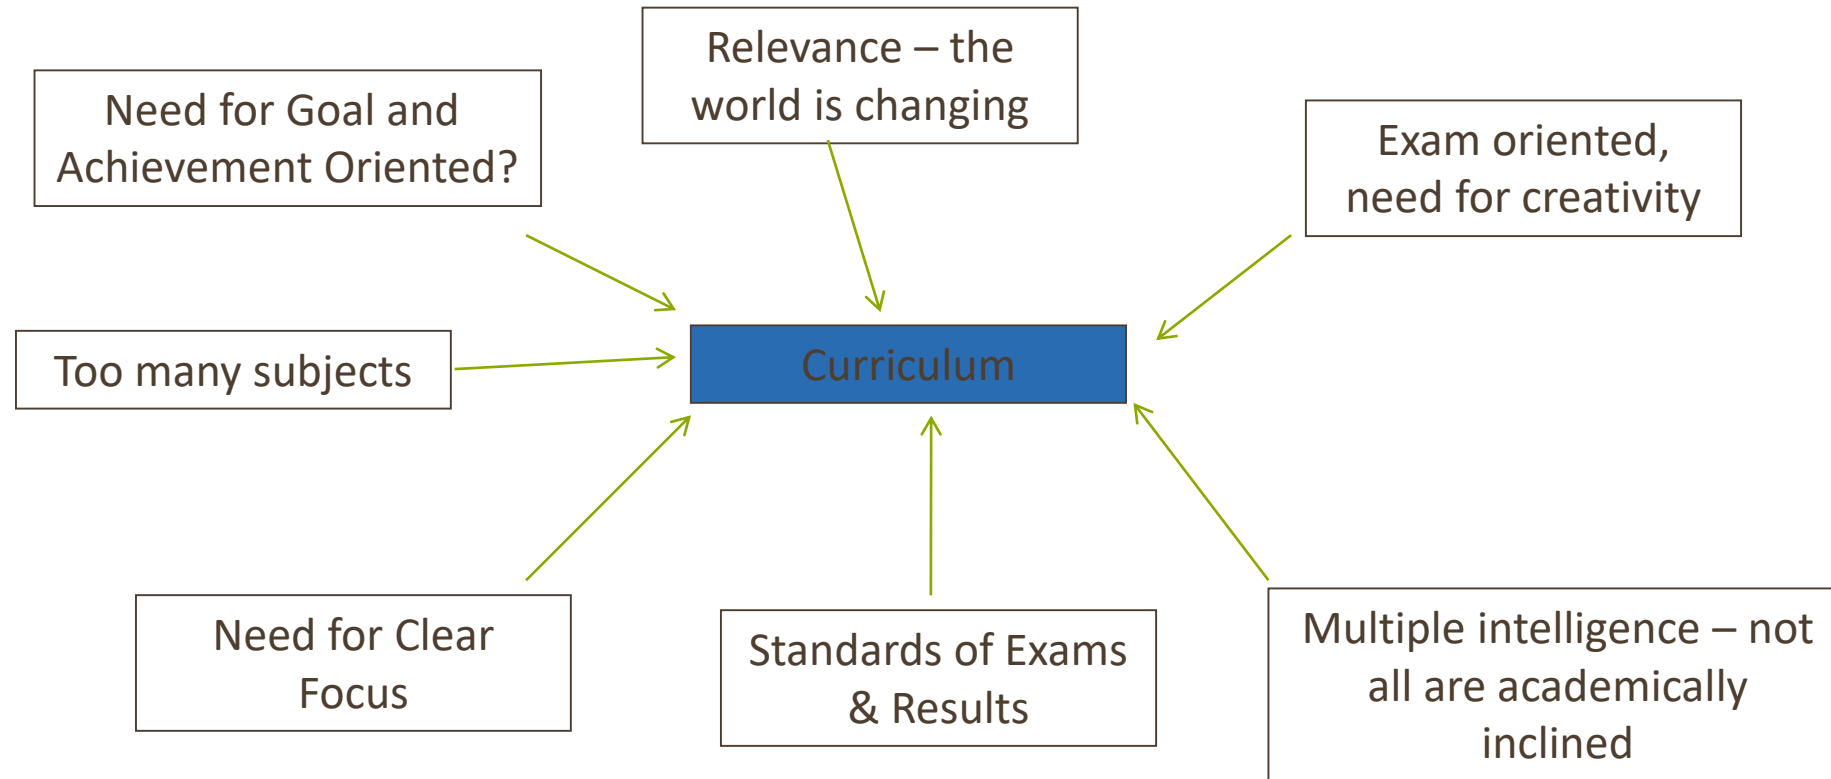 Relevance – the
world is changing
Need for Goal and
Achievement Oriented?
Exam oriented,
need for creativity
Too many subjects
Curriculum
Need for Clear
Focus
Standards of Exams
& Results
Multiple intelligence – not
all are academically
inclined